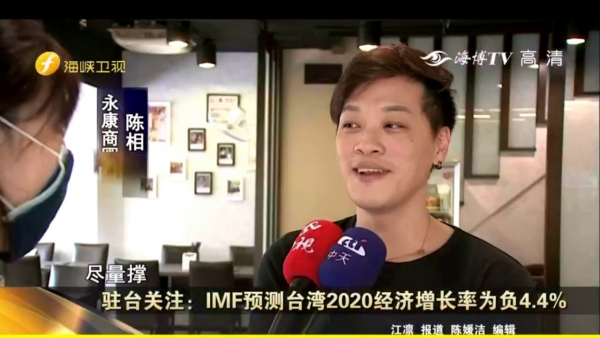 海峡卫视
海博TV 高清
陈相
永康商圈
尽量撑
驻台关注：IMF预测台湾2020经济增长率为负4.4%
江凛 报道 陈媛洁 编辑
视
中天